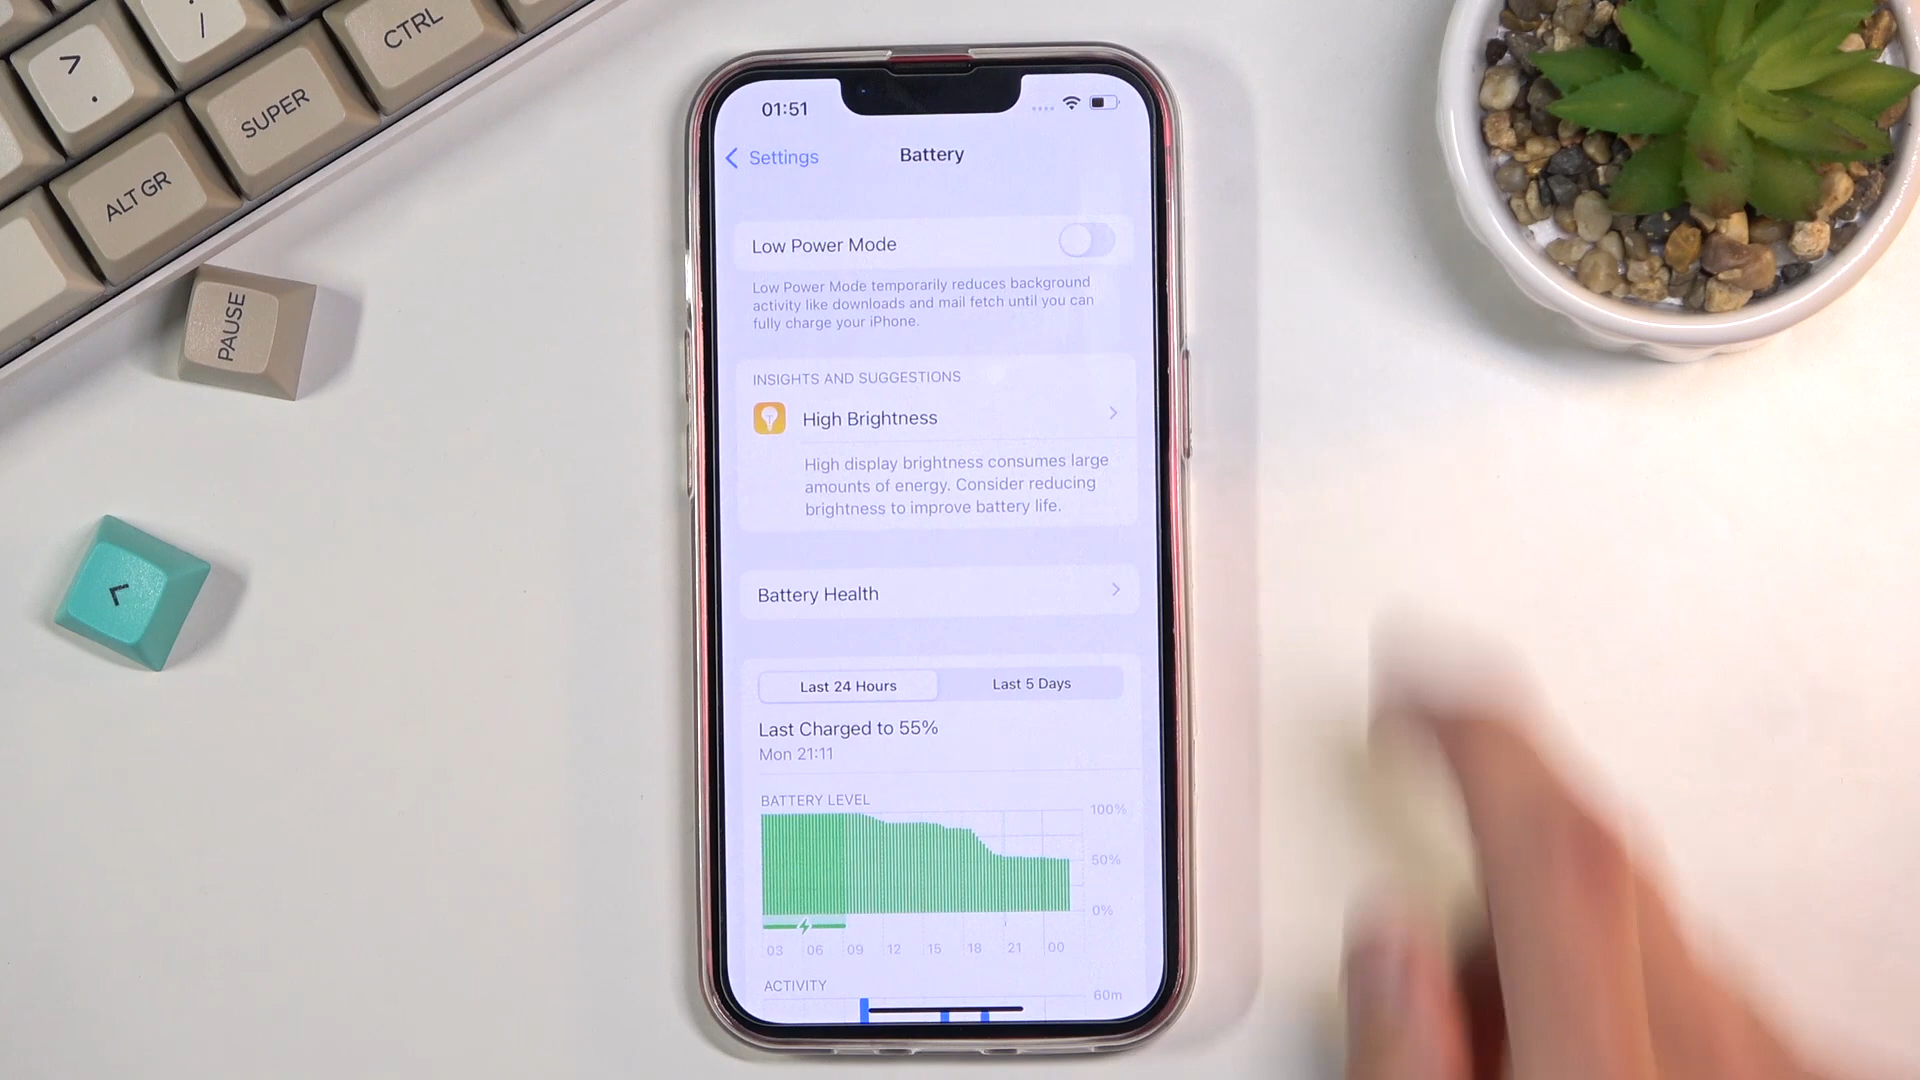 > .
/
CTRL
SUPER
ALT GR
PAUSE
<
01:51
Settings
Battery
Low Power Mode
Low Power Mode temporarily reduces background
activity like downloads and mail fetch until you can
fully charge your iPhone.
INSIGHTS AND SUGGESTIONS
High Brightness
High display brightness consumes large
amounts of energy. Consider reducing
brightness to improve battery life.
Battery Health
Last 24 Hours
Last 5 Days
Last Charged to 55%
Mon 21:11
BATTERY LEVEL
100%
50%
0%
03 06 09 12 15 18 21 00
ACTIVITY
60m